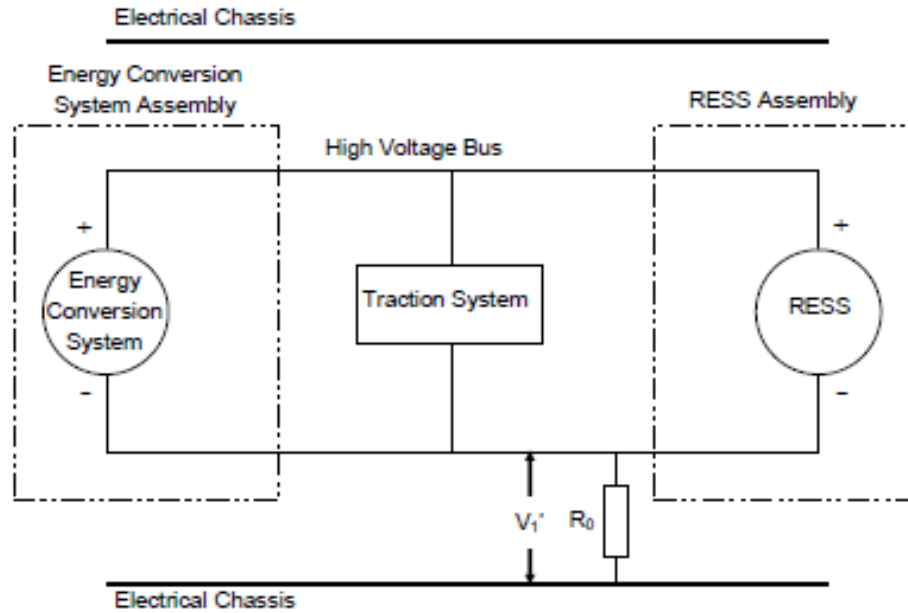 Electrical Chassis
Energy Conversion
System Assembly
RESS Assembly
High Voltage Bus
+
+
Energy
Conversion
System
Traction System
RESS
-
-
V₁'
R₀
Electrical Chassis